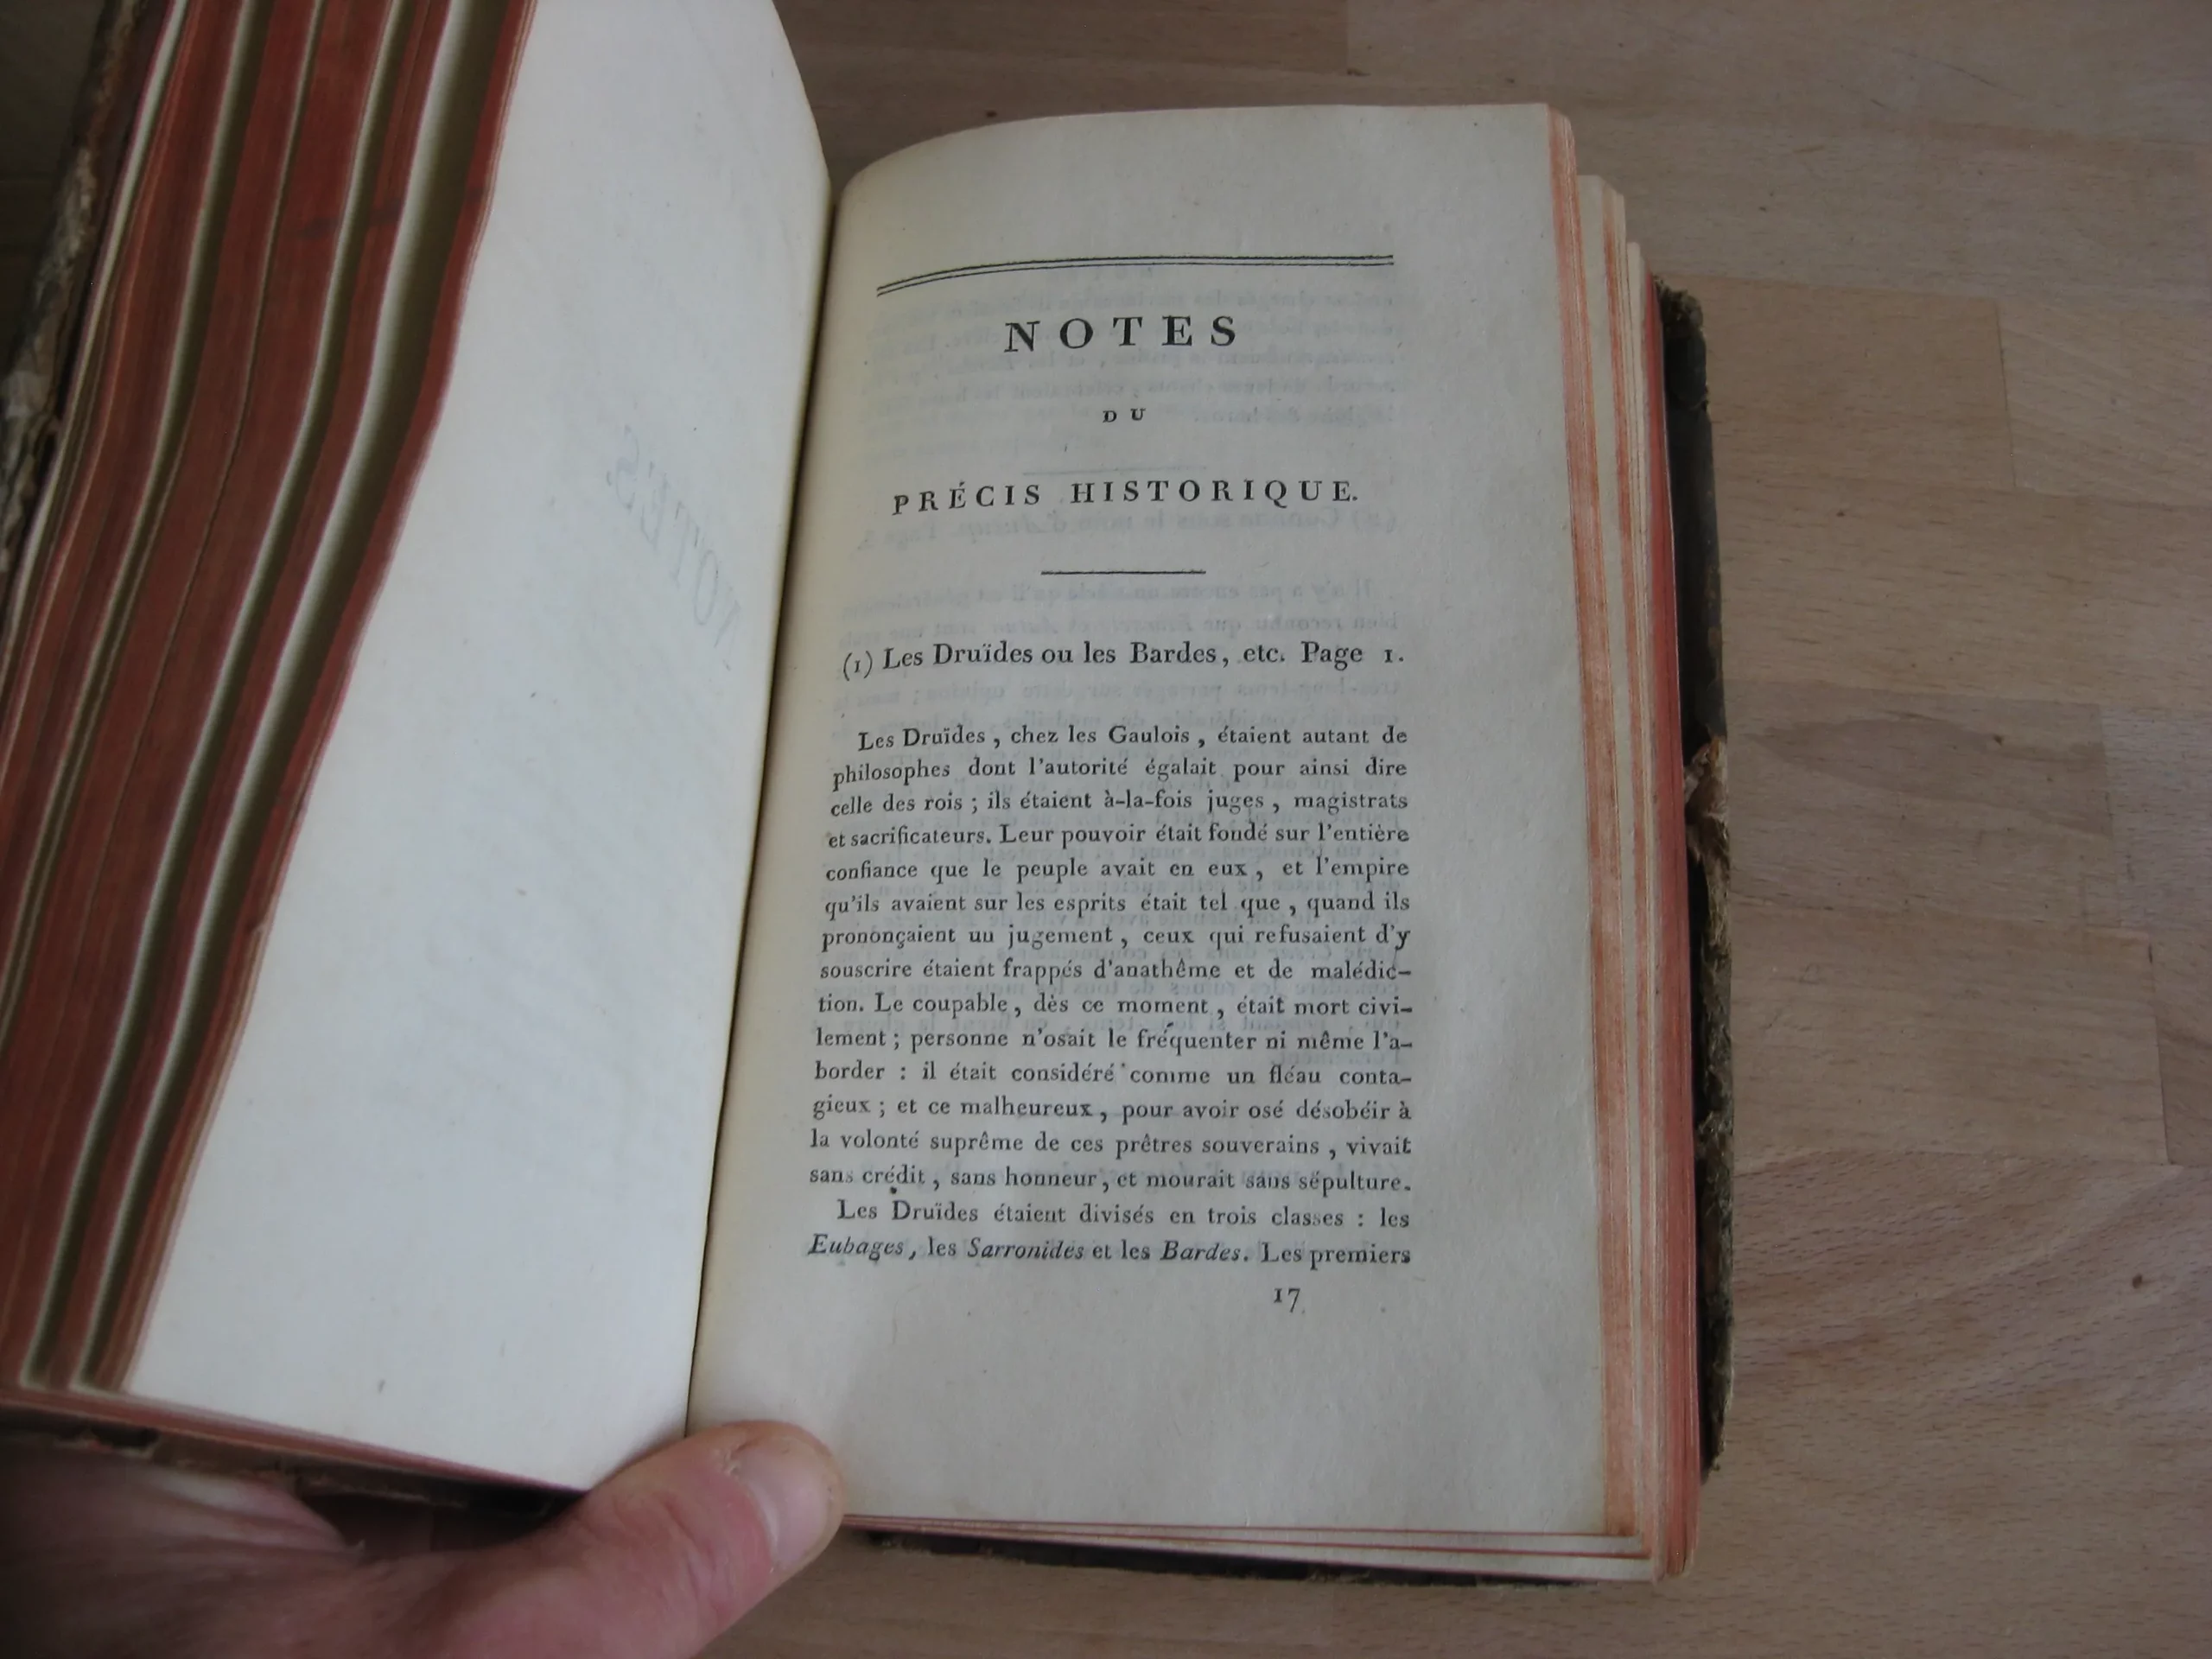 NOTES
DU
PRÉCIS HISTORIQUE.
(1) Les Druïdes ou les Bardes, etc. Page 1.
Les Druïdes, chez les Gaulois, étaient autant de
philosophes dont l'autorité égalait pour ainsi dire
celle des rois ; ils étaient à-la-fois juges, magistrats
et sacrificateurs. Leur pouvoir était fondé sur l'entière
confiance que le peuple avait en eux, et l'empire
qu'ils avaient sur les esprits était tel que, quand ils
prononçaient un jugement, ceux qui refusaient d'y
souscrire étaient frappés d'anathême et de malédic-
tion. Le coupable, dès ce moment, était mort civi-
lement ; personne n'osait le fréquenter ni même l'a-
border : il était considéré comme un fléau conta-
gieux ; et ce malheureux, pour avoir osé désobéir à
la volonté suprême de ces prêtres souverains, vivait
sans crédit, sans honneur, et mourait sans sépulture.
Les Druïdes étaient divisés en trois classes : les
Eubages, les Sarronides et les Bardes. Les premiers
17